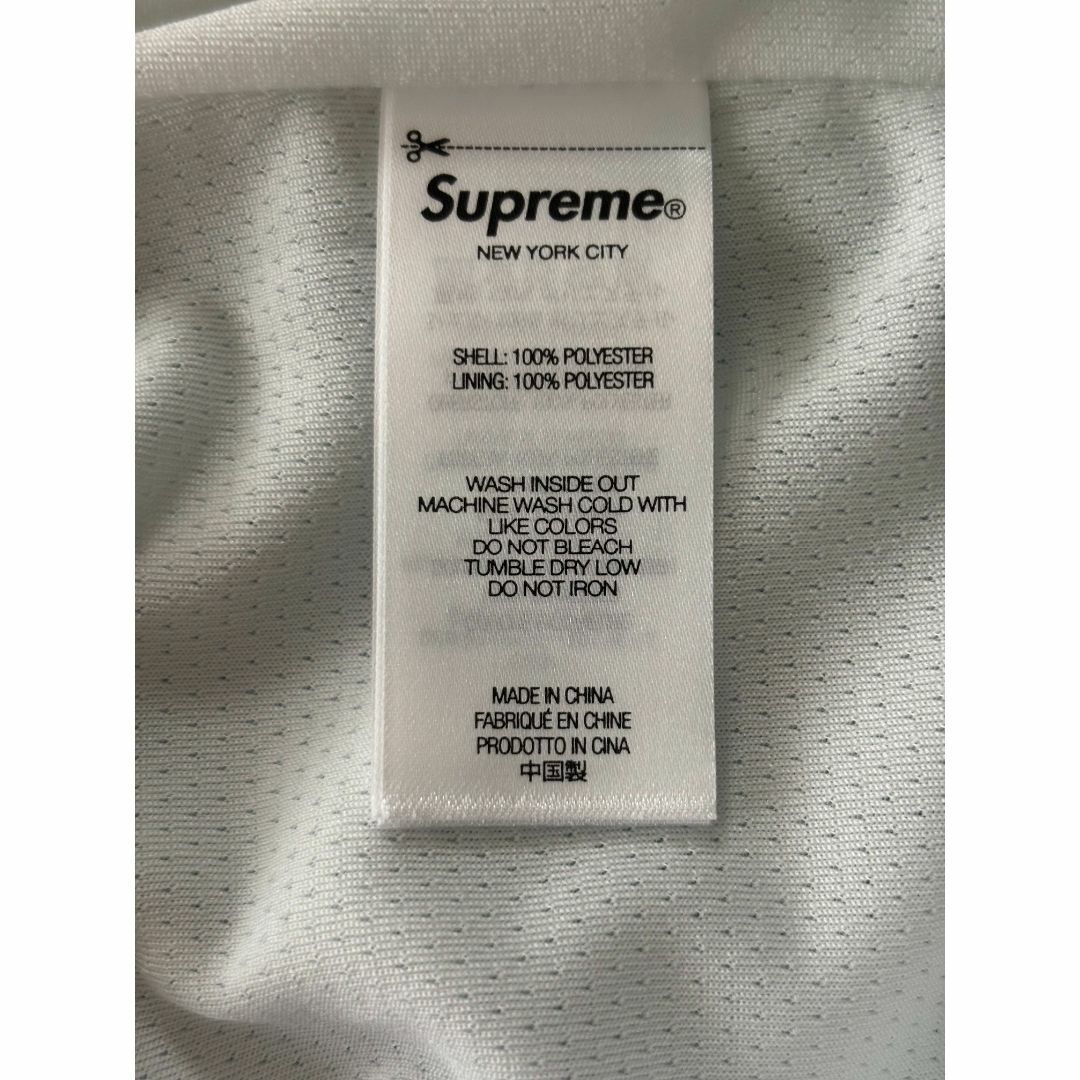 Supreme®
NEW YORK CITY
SHELL: 100% POLYESTER
LINING: 100% POLYESTER
WASH INSIDE OUT
MACHINE WASH COLD WITH
LIKE COLORS
DO NOT BLEACH
TUMBLE DRY LOW
DO NOT IRON
MADE IN CHINA
FABRIQUÉ EN CHINE
PRODOTTO IN CINA
中国製